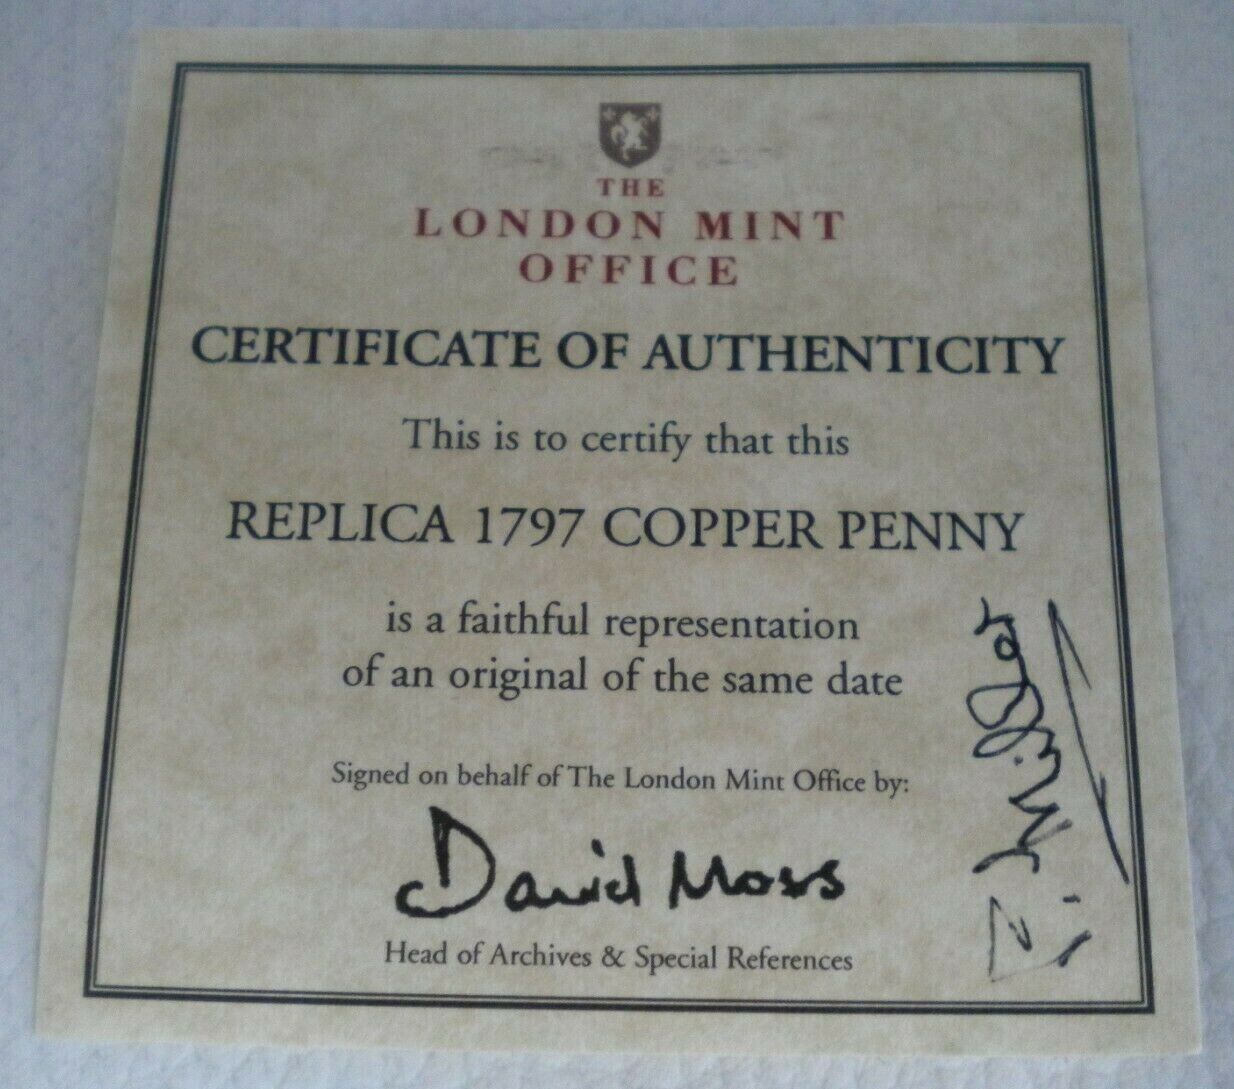 THE
LONDON MINT
OFFICE
CERTIFICATE OF AUTHENTICITY
This is to certify that this
REPLICA 1797 COPPER PENNY
is a faithful representation
of an original of the same date
Signed on behalf of The London Mint Office by:
David Moss
Head of Archives & Special References